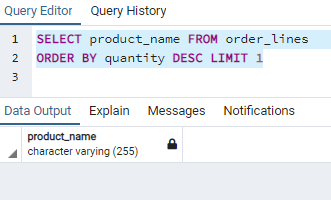 Query Editor Query History
1 SELECT product_name FROM order_lines
2 ORDER BY quantity DESC LIMIT 1
3
Data Output Explain Messages Notifications
product_name
character varying (255)